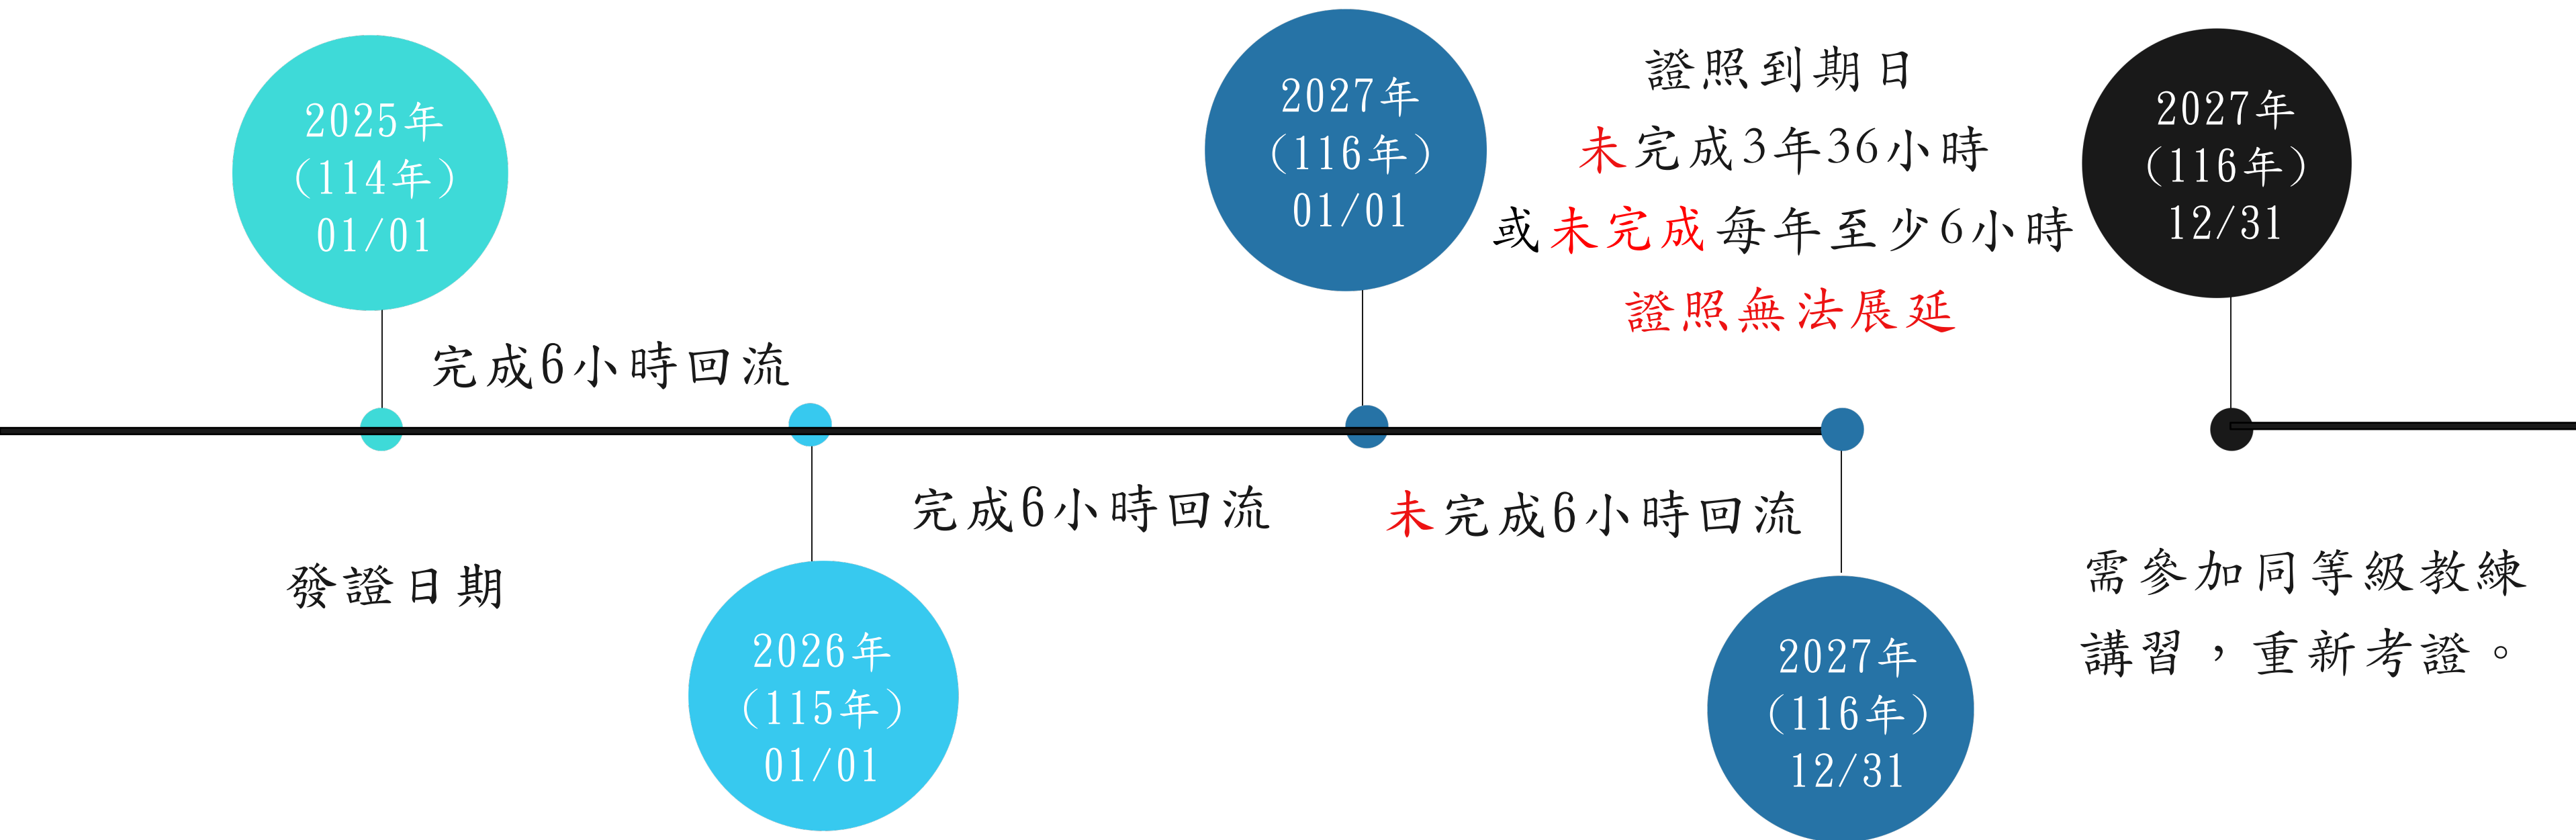 2025年
(114年)
01/01
完成6小時回流
發證日期
2026年
(115年)
01/01
完成6小時回流
2027年
(116年)
01/01
未完成6小時回流
證照到期日
未完成3年36小時
或未完成每年至少6小時
證照無法展延
2027年
(116年)
12/31
2027年
(116年)
12/31
需參加同等級教練
講習，重新考證。